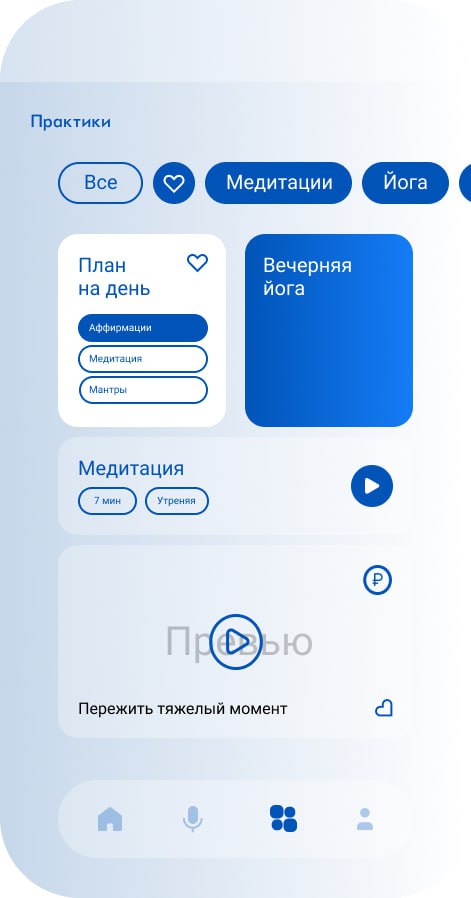 Практики
Все
Медитации
Йога
План
на день
Аффирмации
Медитация
Мантры
Вечерняя
йога
Медитация
7 мин
Утреняя
₽
Превью
Пережить тяжелый момент